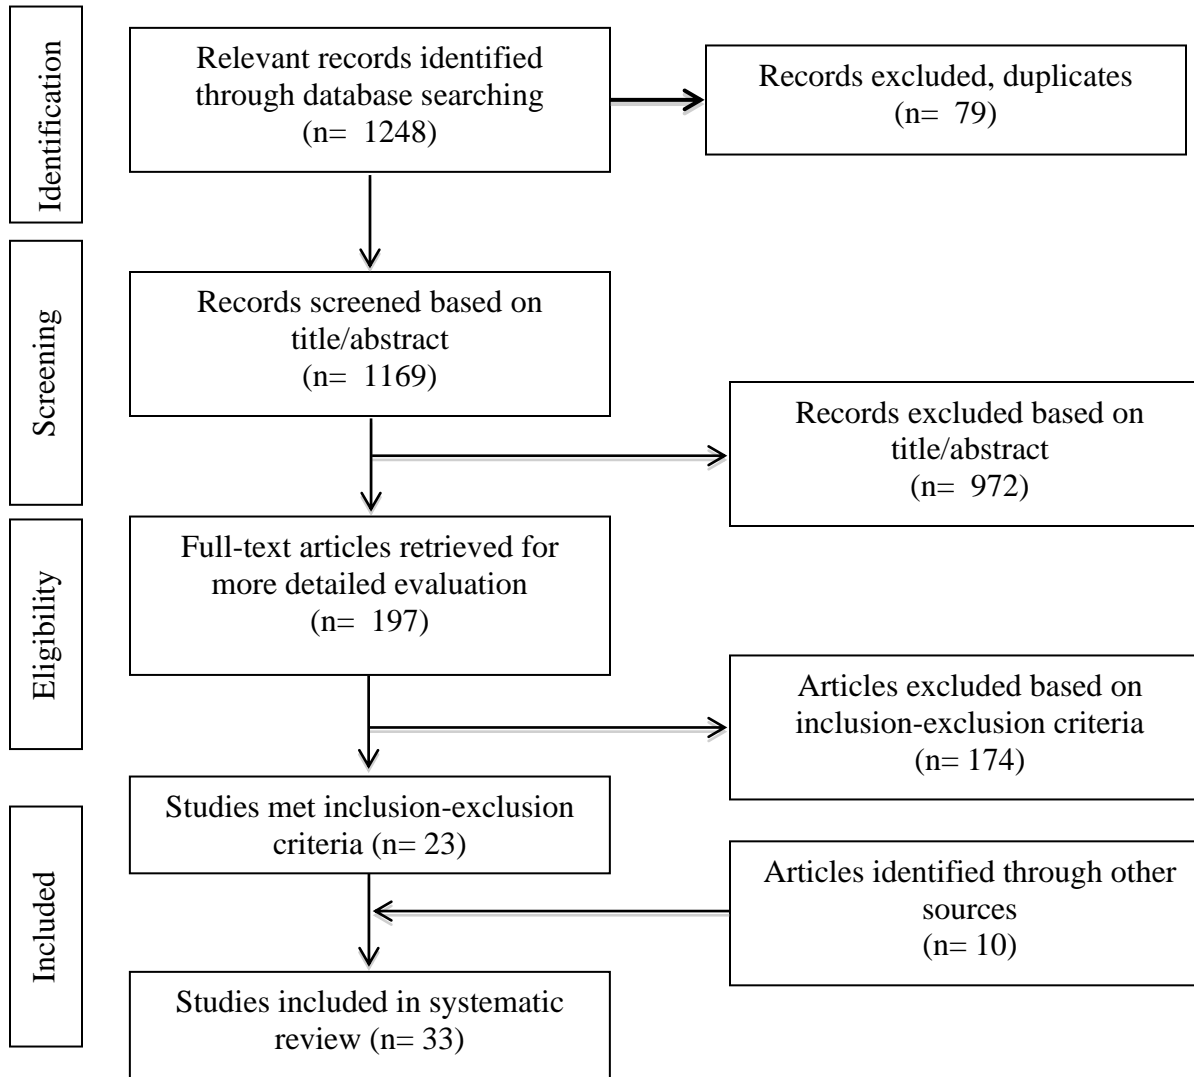 Identification
Relevant records identified
through database searching
(n=  1248)
Records excluded, duplicates
(n=  79)
Screening
Records screened based on
title/abstract
(n=  1169)
Records excluded based on
title/abstract
(n=  972)
Eligibility
Full-text articles retrieved for
more detailed evaluation
(n=  197)
Articles excluded based on
inclusion-exclusion criteria
(n= 174)
Studies met inclusion-exclusion
criteria (n= 23)
Included
Articles identified through other
sources
(n= 10)
Studies included in systematic
review (n= 33)